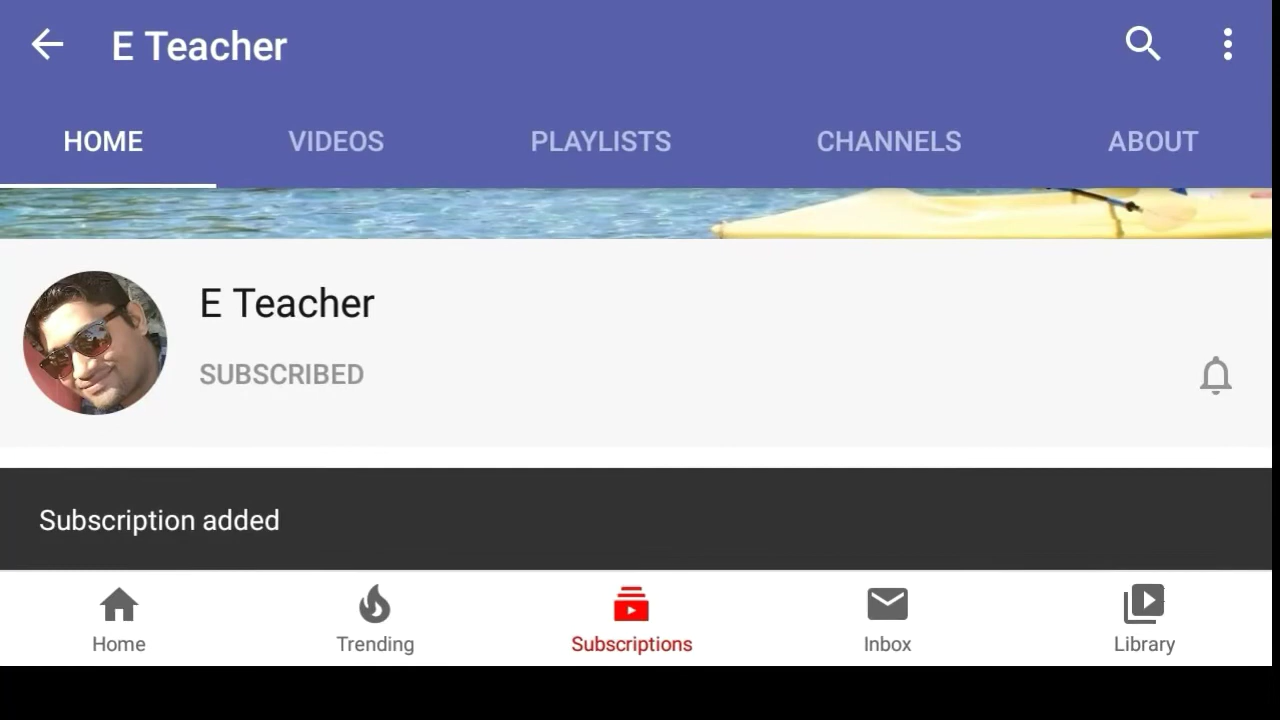 E Teacher
HOME VIDEOS PLAYLISTS CHANNELS ABOUT
E Teacher
SUBSCRIBED
Subscription added
Home Trending Subscriptions Inbox Library